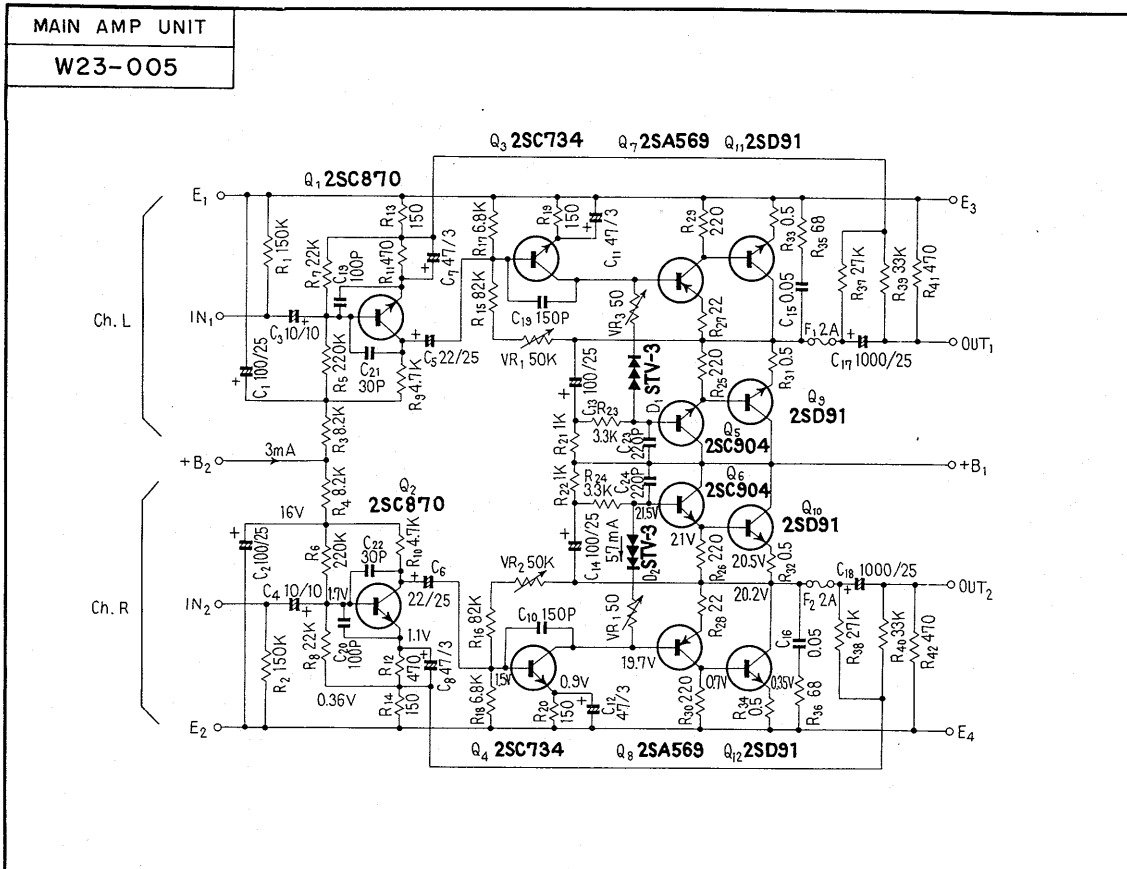 MAIN AMP UNIT
W23-005
Q3 2SC734 Q7 2SA569 Q11 2SD91
Q1 2SC870
E1
E3
R13 150
R17 6.8K
R19 150
C11 47/3
R29 220
R33 0.5
R35 68
R1 150K
R7 22K
C19 100P
R11 470
C7 47/3
R15 82K
C19 150P
VR3 50
R27 22
C15 0.05
R37 27K
R39 33K
R41 470
Ch. L
IN1
C3 10/10
C5 22/25
VR1 50K
F1 2A
C17 1000/25
OUT1
C1 100/25
R5 220K
C21 30P
R9 4.7K
C13 100/25
D1 STV-3
R25 220
R31 0.5
Q9
2SD91
R3 8.2K
R21 1K
R23
3.3K
C23 220P
Q5
2SC904
+B2
3mA
+B1
R4 8.2K
Q2
2SC870
R22 1K
R24
3.3K
C24 220P
Q6
2SC904
21.5V
21V
Q10
2SD91
16V
C2 100/25
R6 220K
C22
30P
R10 4.7K
C6
22/25
C14 100/25
57mA
D2 STV-3
R26 220
20.5V
R32 0.5
C18 1000/25
VR2 50K
20.2V
F2 2A
OUT2
Ch. R
IN2
C4 10/10
1.7V
R16 82K
C10 150P
VR1 50
R28 22
C16 0.05
R38 27K
R40 33K
R42 470
R2 150K
R8 22K
C20 100P
1.1V
R12 470
C8 47/3
1.5V
19.7V
0.7V
0.35V
0.36V
R14 150
R18 6.8K
0.9V
R20 150
C12 47/3
R30 220
R34 0.5
R36 68
E2
E4
Q4 2SC734 Q8 2SA569 Q12 2SD91